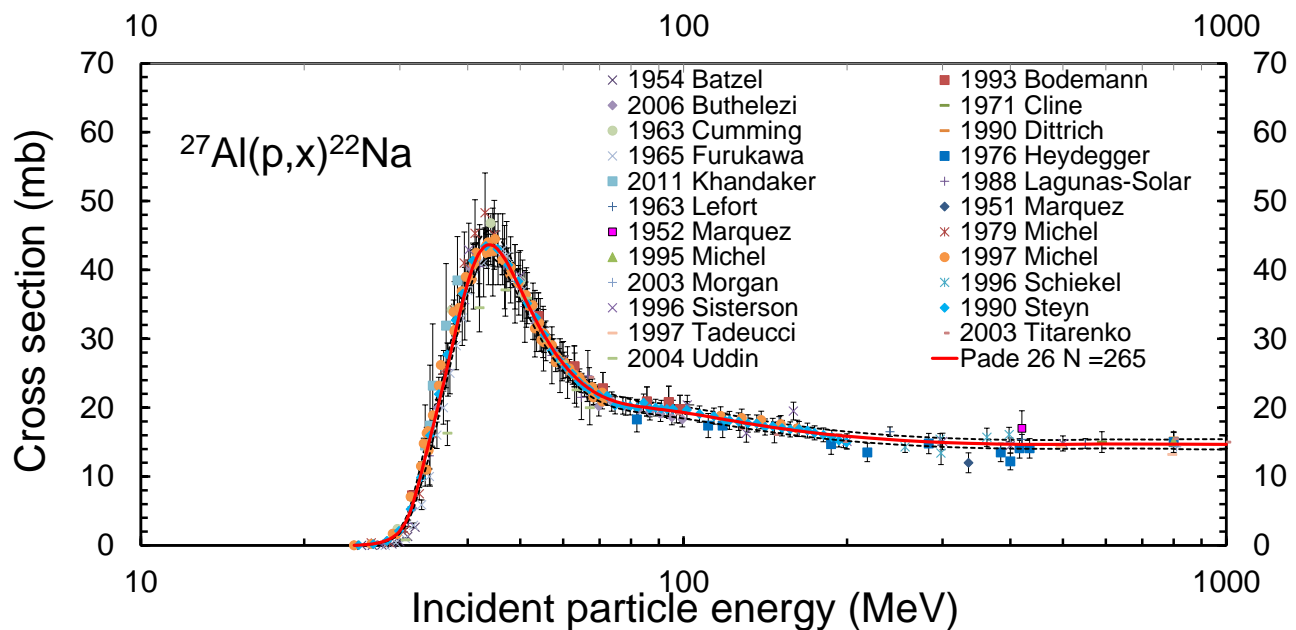 10 100 1000
70 70
60 60
50 50
40 40
30 30
20 20
10 10
0 0
10 100 1000
Cross section (mb)
Incident particle energy (MeV)
²⁷Al(p,x)²²Na
1954 Batzel 1993 Bodemann
2006 Buthelezi 1971 Cline
1963 Cumming 1990 Dittrich
1965 Furukawa 1976 Heydegger
2011 Khandaker 1988 Lagunas-Solar
1963 Lefort 1951 Marquez
1952 Marquez 1979 Michel
1995 Michel 1997 Michel
2003 Morgan 1996 Schiekel
1996 Sisterson 1990 Steyn
1997 Tadeucci 2003 Titarenko
2004 Uddin Pade 26 N =265